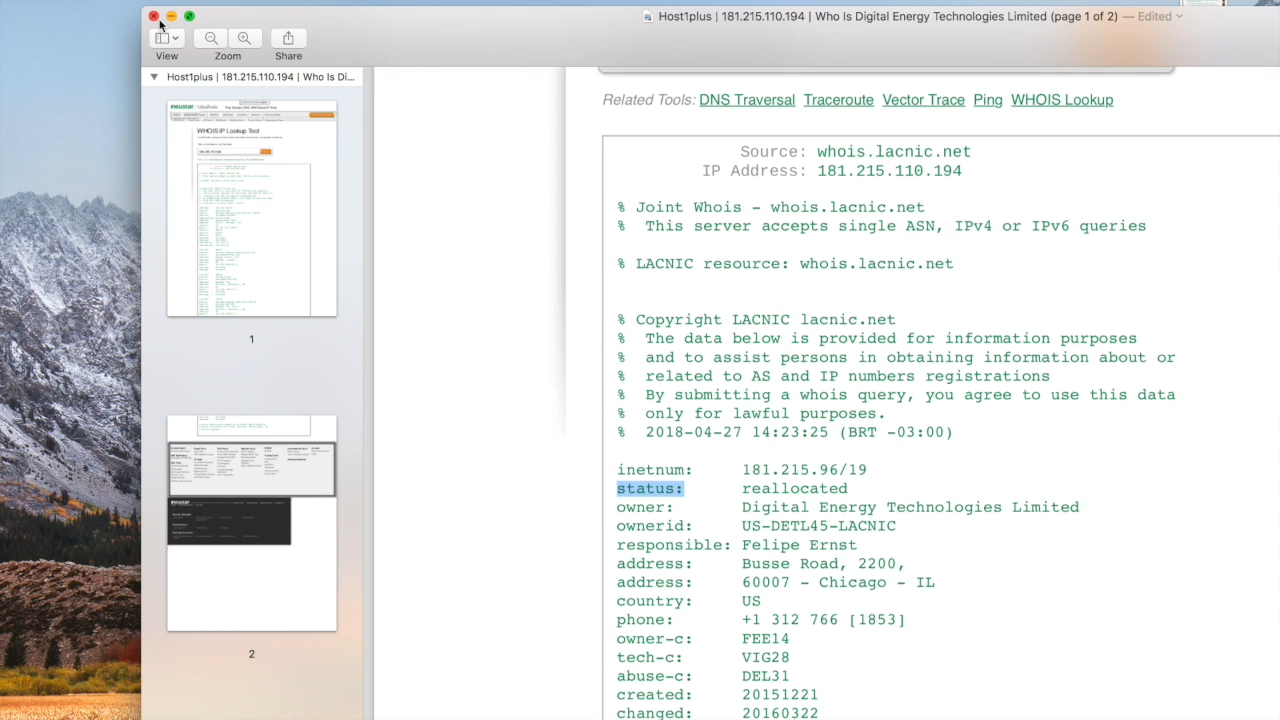 Host1plus | 181.215.110.194 | Who Is Digital Energy Technologies Limited (page 1 of 2) — Edited
View
Zoom
Share
Host1plus | 181.215.110.194 | Who Is Di...
WHOIS IP Lookup Tool
1
2
Related Tools: DNS Traversal Traceroute Vector Trace Ping WHOIS Lookup
Source: whois.lacnic.net
IP Address: 181.215.110.194
% Joint Whois - whois.lacnic.net
% This server accepts single ASN, IPv4 or IPv6 queries
% LACNIC resource: whois.lacnic.net
% Copyright LACNIC lacnic.net
% The data below is provided for information purposes
% and to assist persons in obtaining information about or
% related to AS and IP numbers registrations
% By submitting a whois query, you agree to use this data
% only for lawful purposes.
% 2016-04-27 14:23:25 (BRT -03:00)
inetnum: 181.215.96/19
status: reallocated
owner: Digital Energy Technologies Limited
ownerid: US-DETL45-LACNIC
responsible: Felipe Ernst
address: Busse Road, 2200,
address: 60007 - Chicago - IL
country: US
phone: +1 312 766 [1853]
owner-c: FEE14
tech-c: VIG28
abuse-c: DEL31
created: 20151221
changed: 20160322